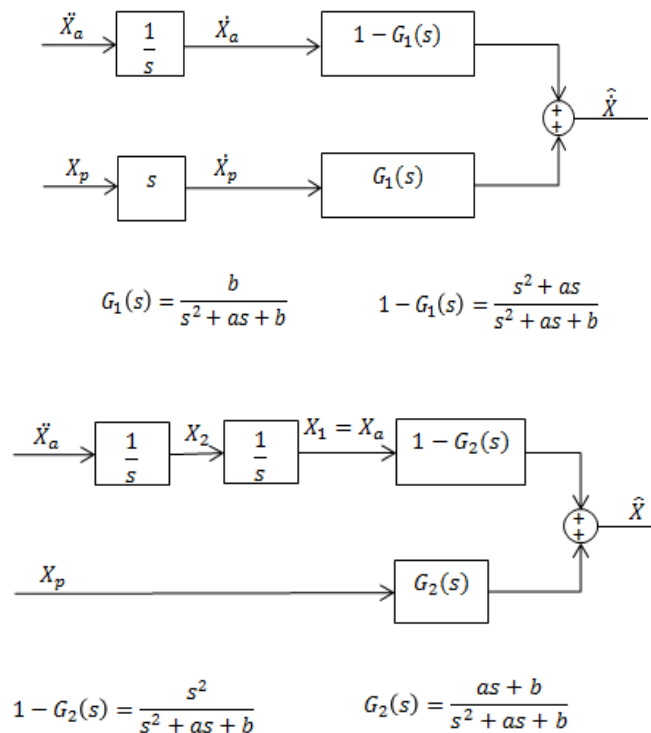 Ẍₐ 1/s Ẋₐ 1 − G₁(s)
+ + Ẋ̂
Xₚ s Ẋₚ G₁(s)
G₁(s) = b/(s² + as + b) 1 − G₁(s) = (s² + as)/(s² + as + b)
Ẍₐ 1/s X₂ 1/s X₁ = Xₐ 1 − G₂(s)
+ + X̂
Xₚ G₂(s)
1 − G₂(s) = s²/(s² + as + b) G₂(s) = (as + b)/(s² + as + b)